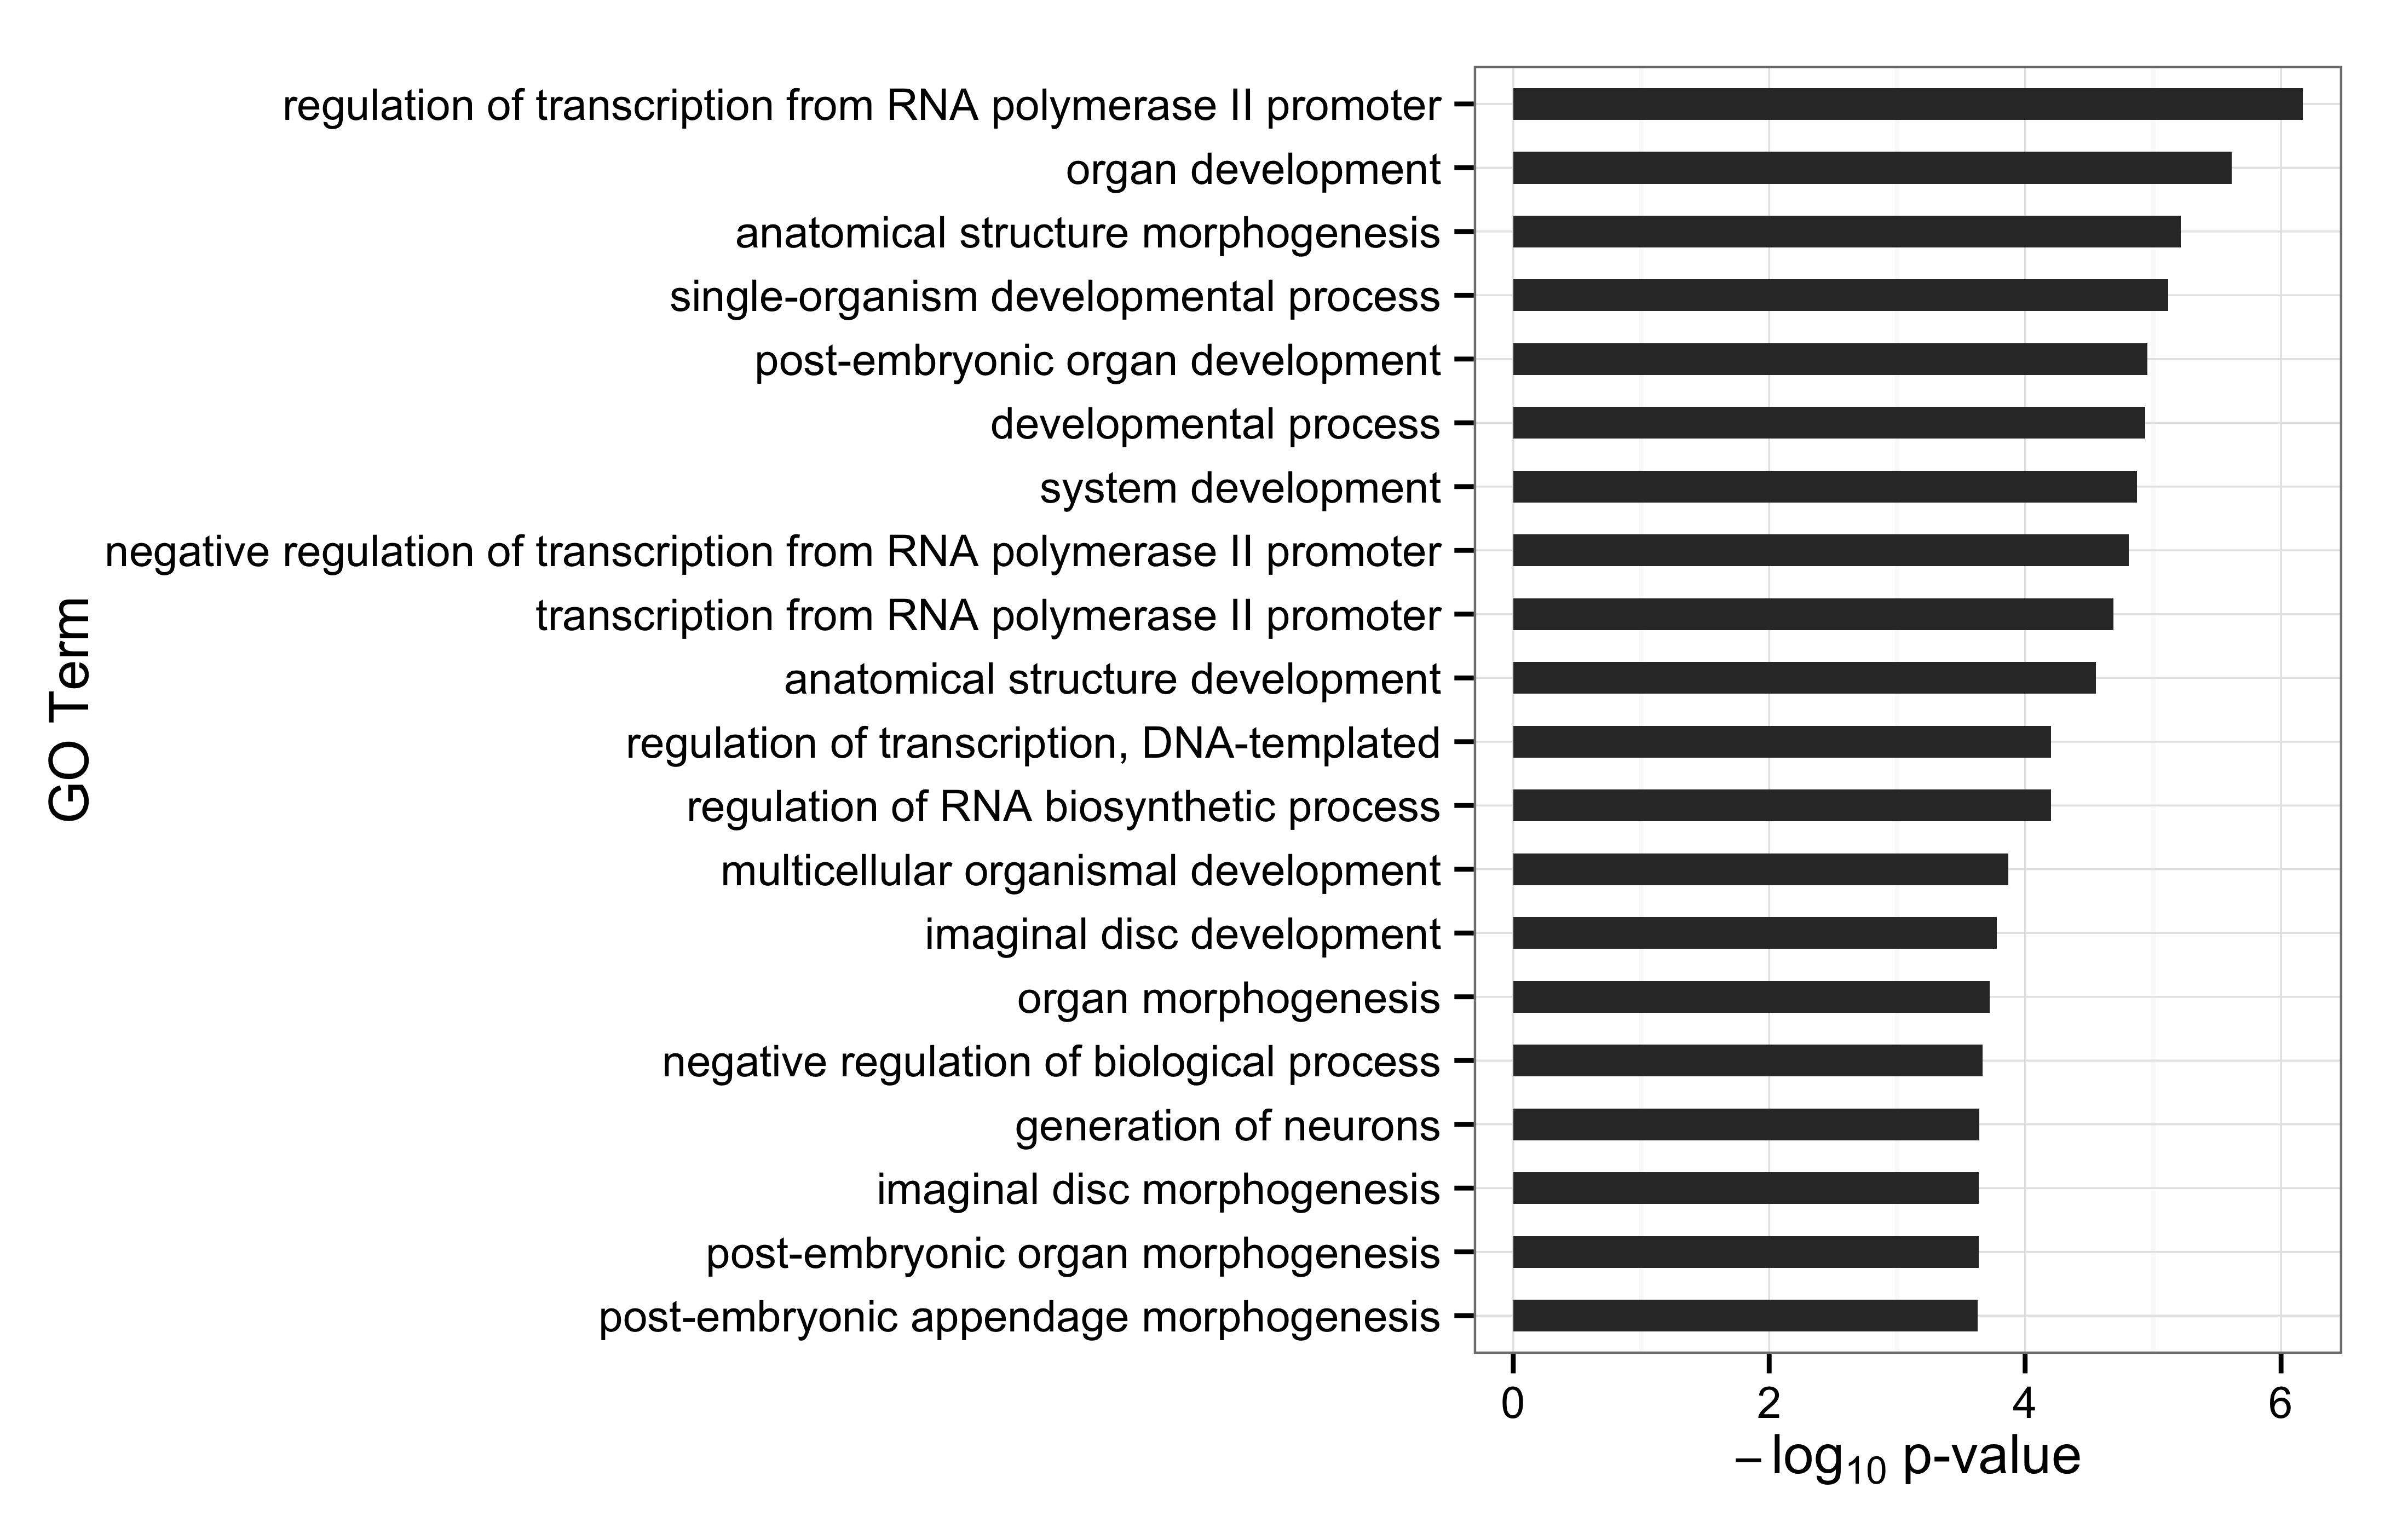 regulation of transcription from RNA polymerase II promoter
organ development
anatomical structure morphogenesis
single-organism developmental process
post-embryonic organ development
developmental process
system development
negative regulation of transcription from RNA polymerase II promoter
transcription from RNA polymerase II promoter
anatomical structure development
regulation of transcription, DNA-templated
regulation of RNA biosynthetic process
multicellular organismal development
imaginal disc development
organ morphogenesis
negative regulation of biological process
generation of neurons
imaginal disc morphogenesis
post-embryonic organ morphogenesis
post-embryonic appendage morphogenesis
GO Term
0 2 4 6
− log₁₀ p-value